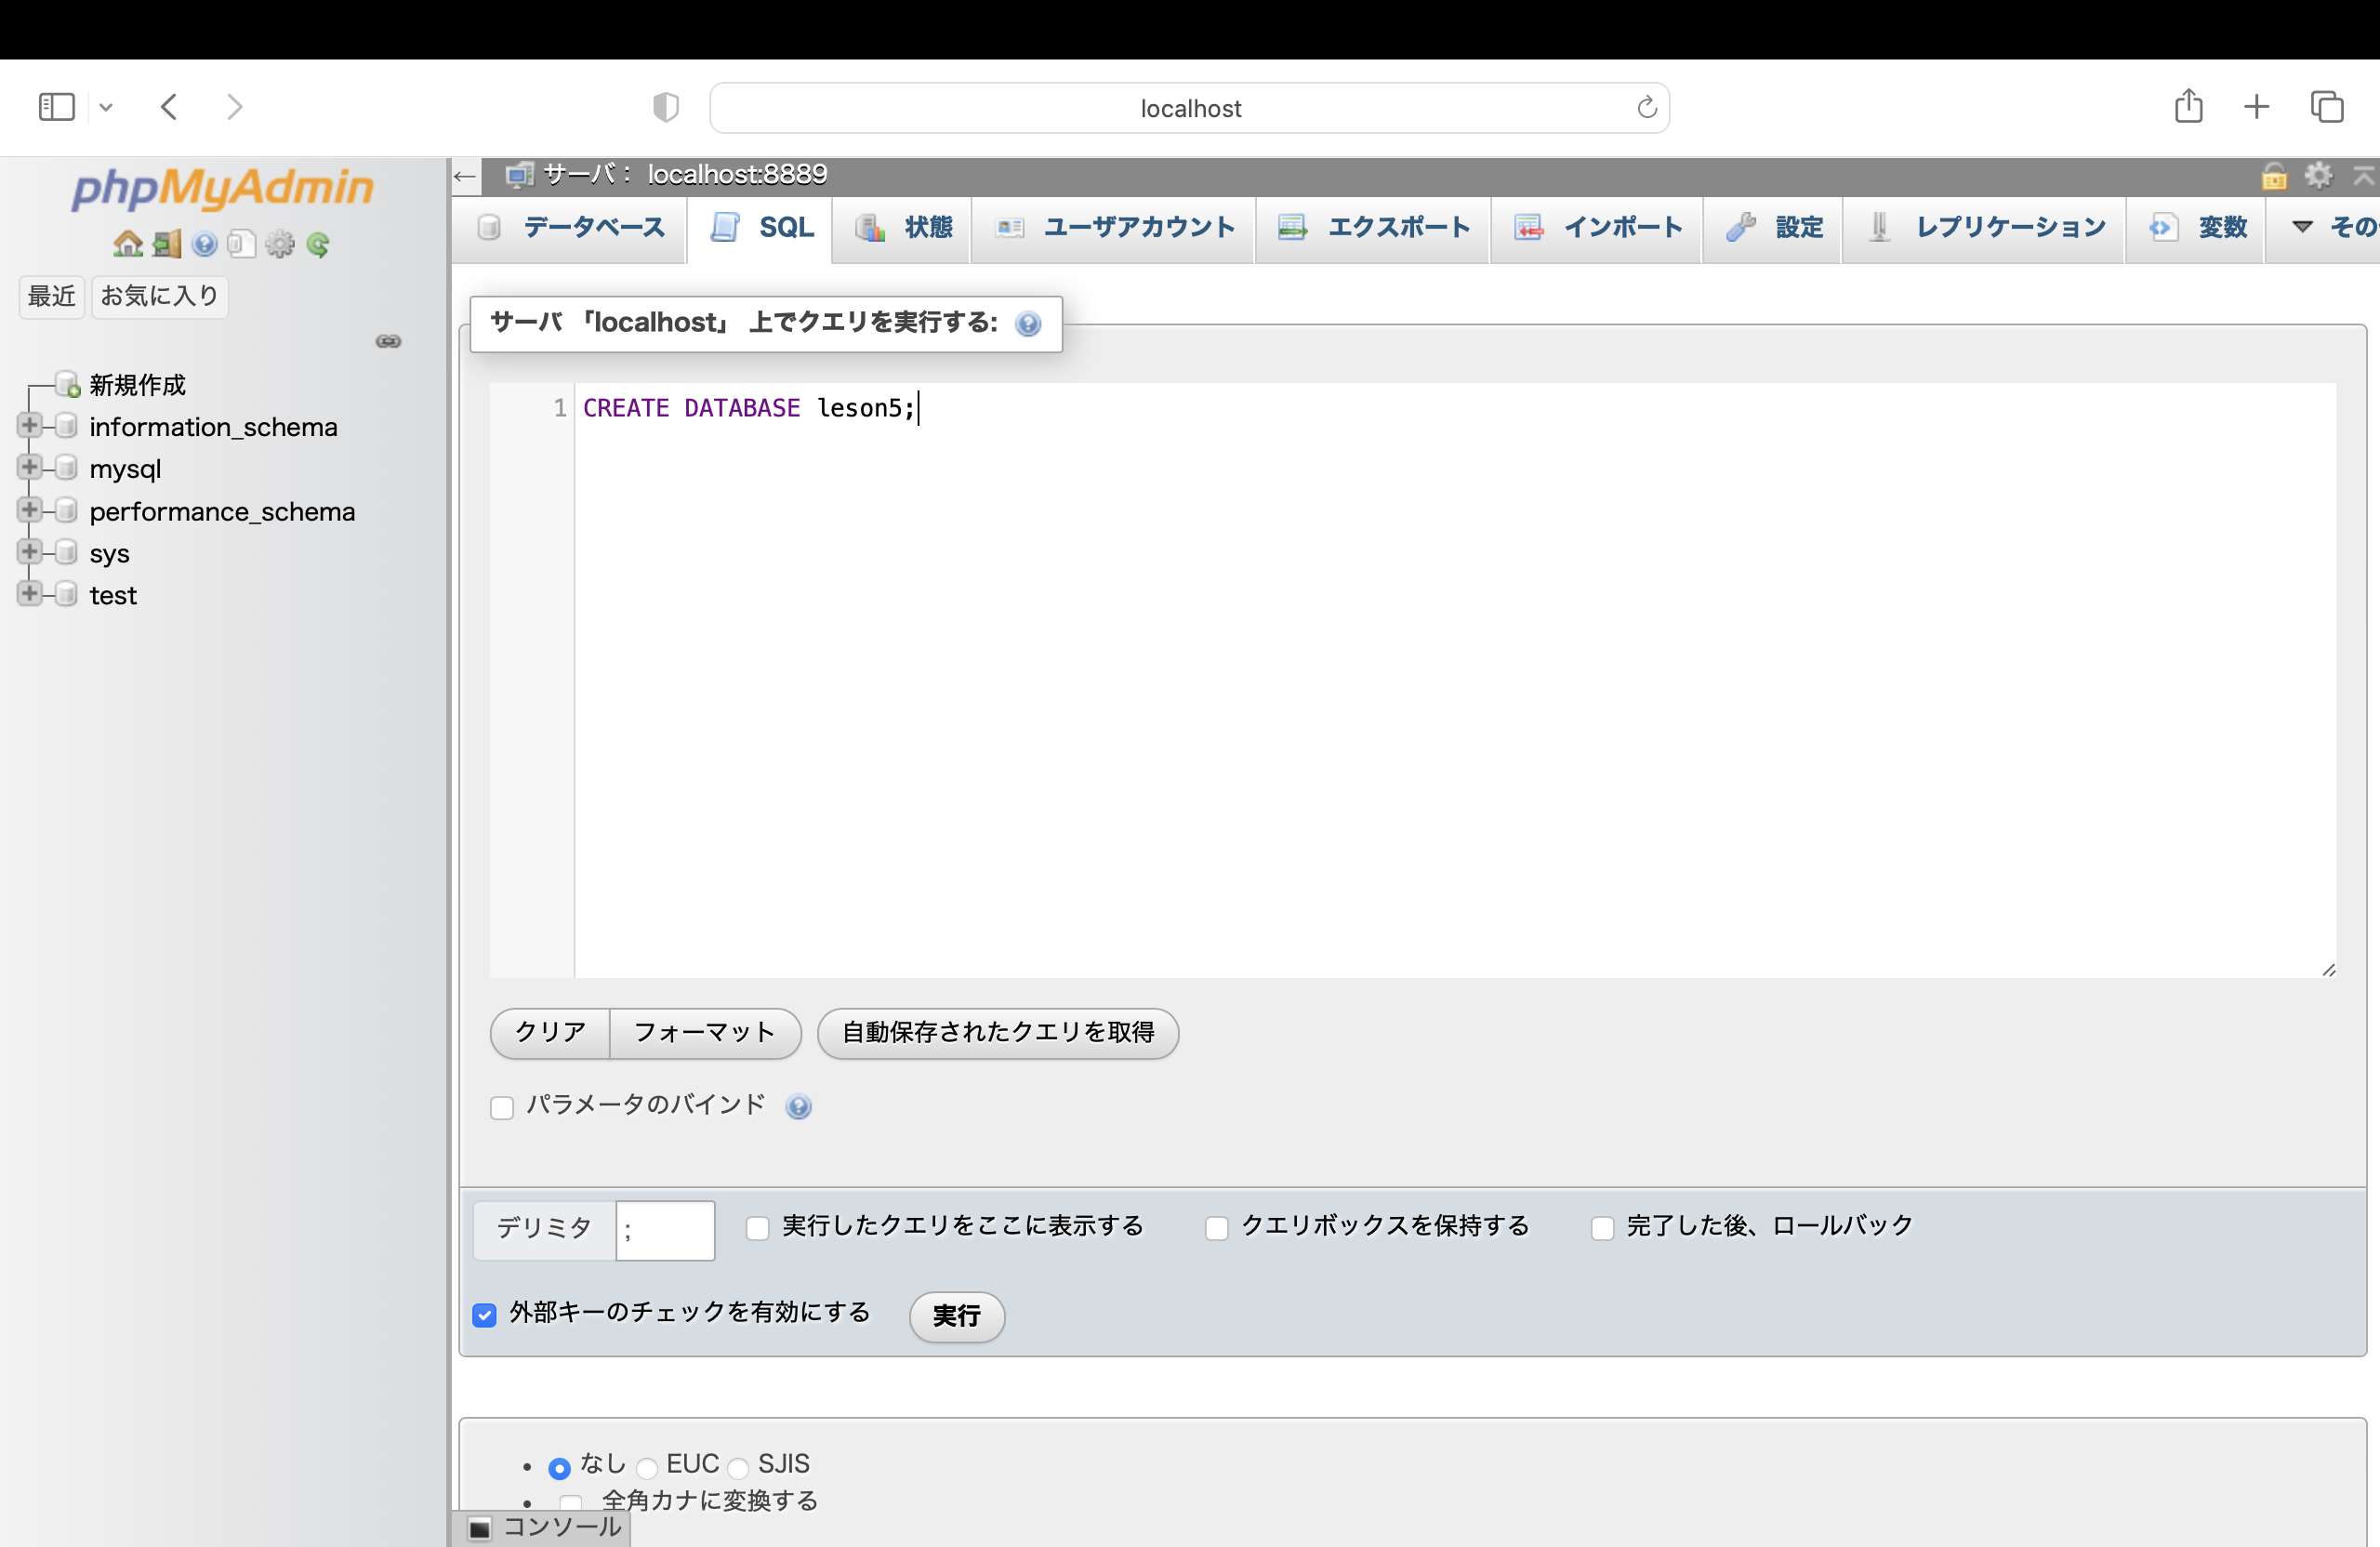 localhost
phpMyAdmin
最近 お気に入り
新規作成
information_schema
mysql
performance_schema
sys
test
サーバ： localhost:8889
データベース SQL 状態 ユーザアカウント エクスポート インポート 設定 レプリケーション 変数 その
サーバ 「localhost」 上でクエリを実行する:
1 CREATE DATABASE leson5;
クリア フォーマット 自動保存されたクエリを取得
パラメータのバインド
デリミタ ; 実行したクエリをここに表示する クエリボックスを保持する 完了した後、ロールバック
外部キーのチェックを有効にする 実行
なし EUC SJIS
全角カナに変換する
コンソール